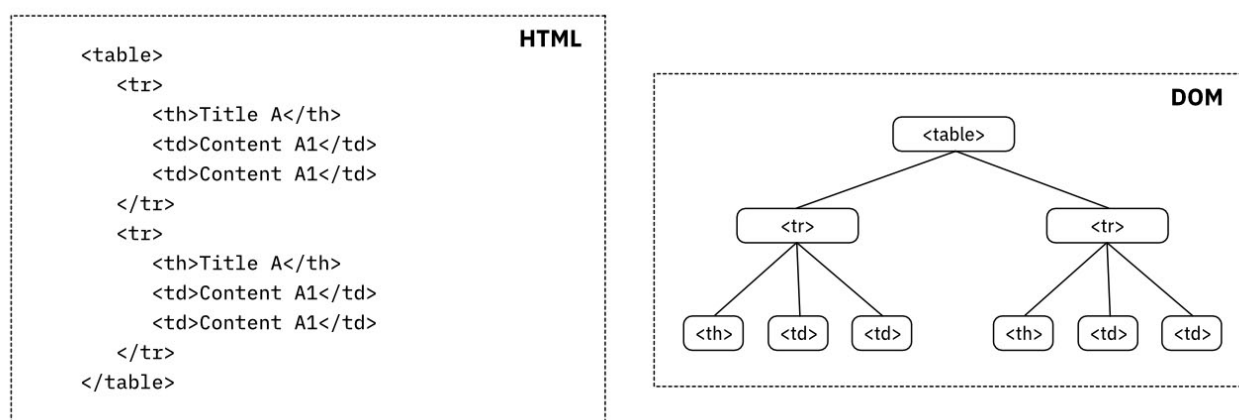 HTML
<table>
<tr>
<th>Title A</th>
<td>Content A1</td>
<td>Content A1</td>
</tr>
<tr>
<th>Title A</th>
<td>Content A1</td>
<td>Content A1</td>
</tr>
</table>
DOM
<table>
<tr> <tr>
<th> <td> <td> <th> <td> <td>